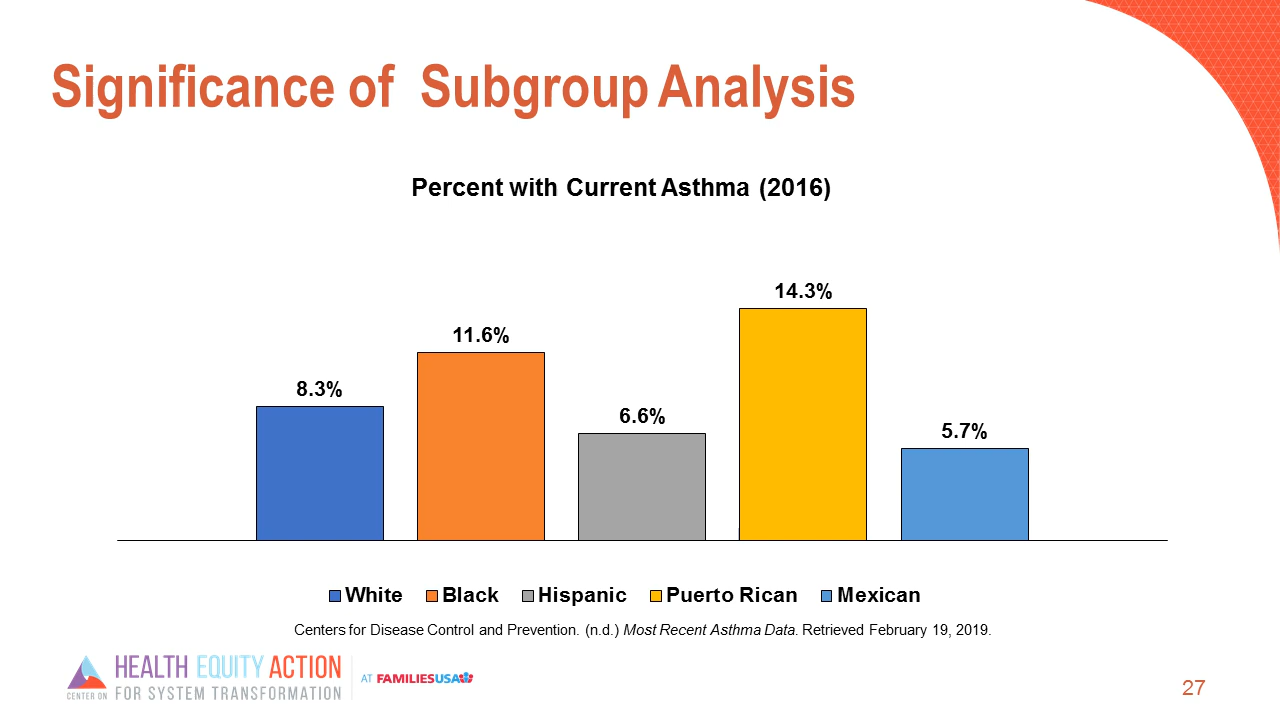 Significance of Subgroup Analysis
Percent with Current Asthma (2016)
8.3%
11.6%
6.6%
14.3%
5.7%
White Black Hispanic Puerto Rican Mexican
Centers for Disease Control and Prevention. (n.d.) Most Recent Asthma Data. Retrieved February 19, 2019.
HEALTH EQUITY ACTION
CENTER ON FOR SYSTEM TRANSFORMATION
AT FAMILIESUSA
27